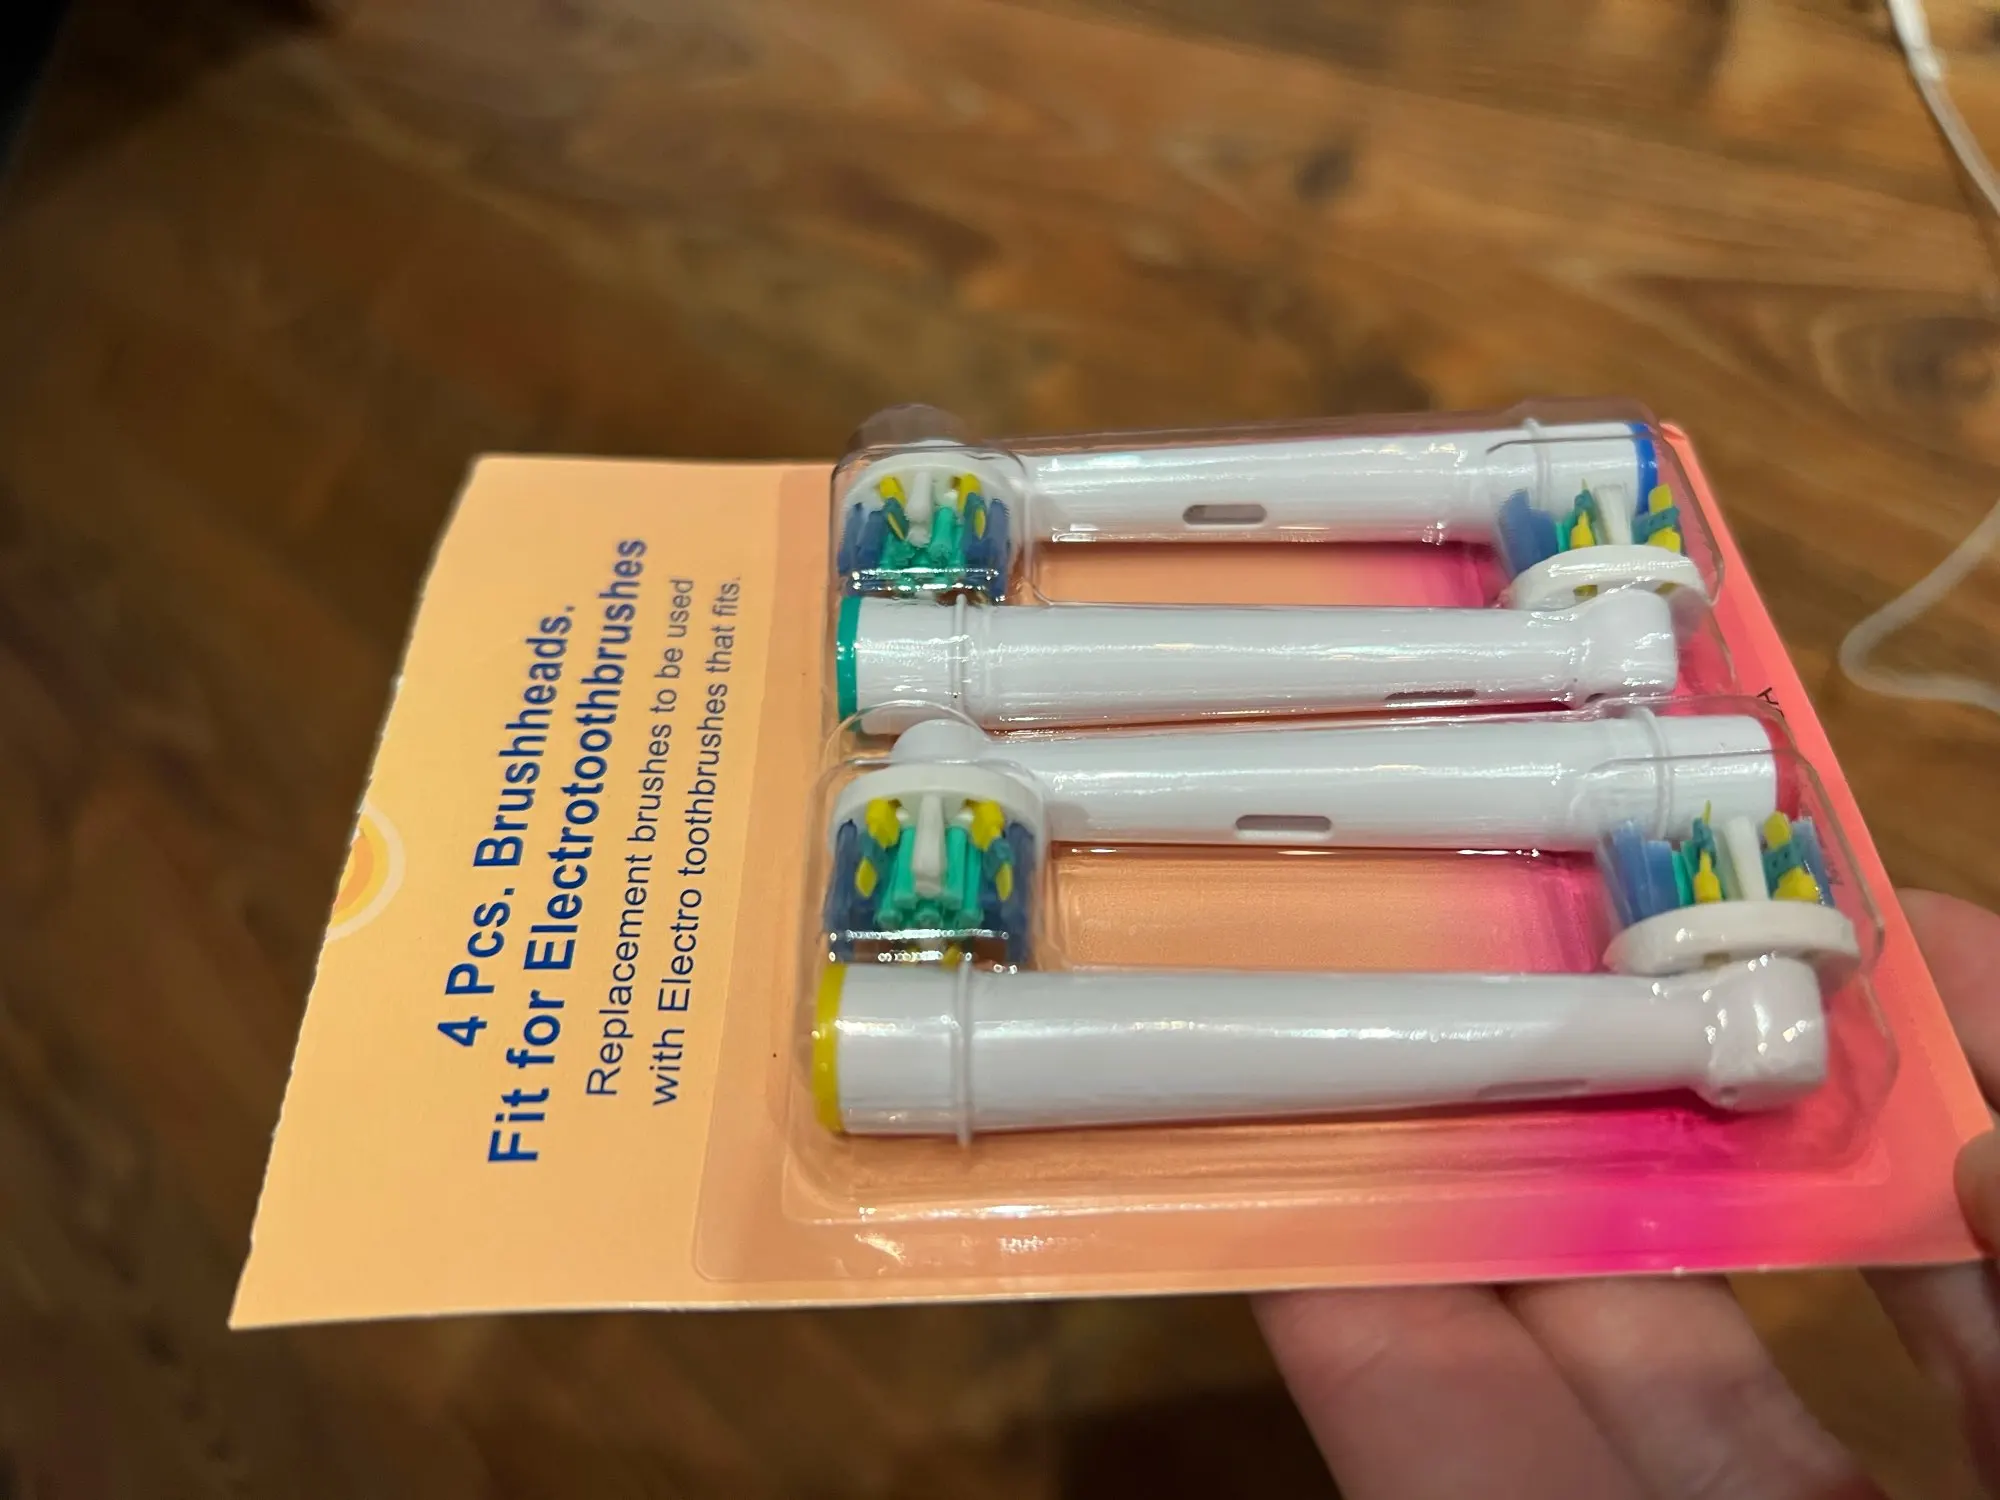 4 Pcs. Brushheads.
Fit for Electrotoothbrushes
Replacement brushes to be used
with Electro toothbrushes that fits.